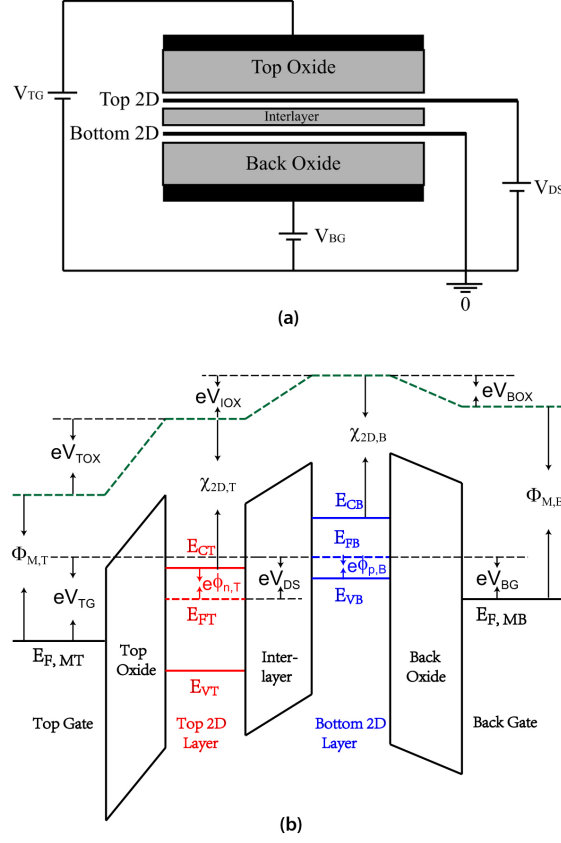 Top Oxide
V_TG
Top 2D
Interlayer
Bottom 2D
Back Oxide
V_DS
V_BG
0
(a)
eV_IOX
eV_BOX
eV_TOX
χ_2D,B
χ_2D,T
Φ_M,T
Φ_M,B
E_CB
E_CT
E_FB
eϕ_n,T
eϕ_p,B
eV_DS
eV_TG
eV_BG
E_FT
E_VB
E_F, MT
E_F, MB
Top
Oxide
Inter-
layer
Back
Oxide
E_VT
Top Gate
Top 2D
Layer
Bottom 2D
Layer
Back Gate
(b)